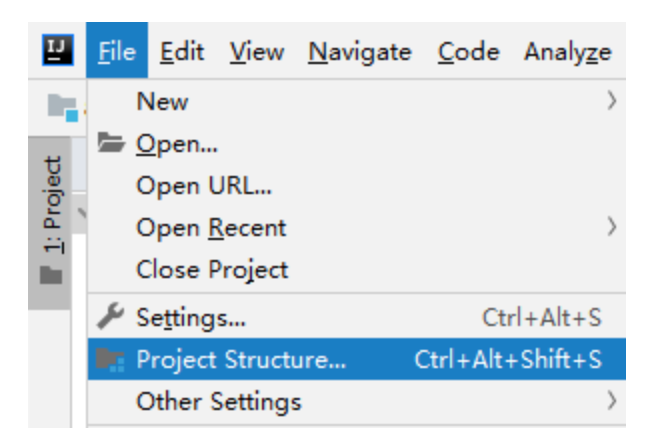 IJ
File Edit View Navigate Code Analyze
New
Open...
Open URL...
Open Recent
Close Project
Settings... Ctrl+Alt+S
Project Structure... Ctrl+Alt+Shift+S
Other Settings
1: Project